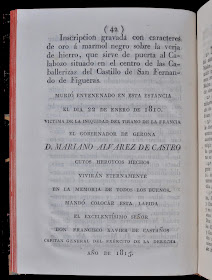 ( 42 )
Inscripcion gravada con caracteres
de oro á marmol negro sobre la verja
de hierro, que sirve de puerta al Ca-
labozo situado en el centro de las Ca-
ballerizas del Castillo de San Fernan-
do de Figueras.
MURIÓ ENVENENADO EN ESTA ESTANCIA
EL DIA 22 DE ENERO DE 1810.
VICTIMA DE LA INIQUIDAD DEL TIRANO DE LA FRANCIA
EL GOBERNADOR DE GERONA
D. MARIANO ALVAREZ DE CASTRO
CUYOS HEROICOS HECHOS
VIVIRÁN ETERNAMENTE
EN LA MEMORIA DE TODOS LOS BUENOS.
MANDÓ COLOCAR ESTA LAPIDA
EL EXCELENTISIMO SEÑOR
DON FRANCISCO XAVIER DE CASTAÑOS
CAPITAN GENERAL DEL EXERCITO DE LA DERECHA.
AÑO DE 1815.